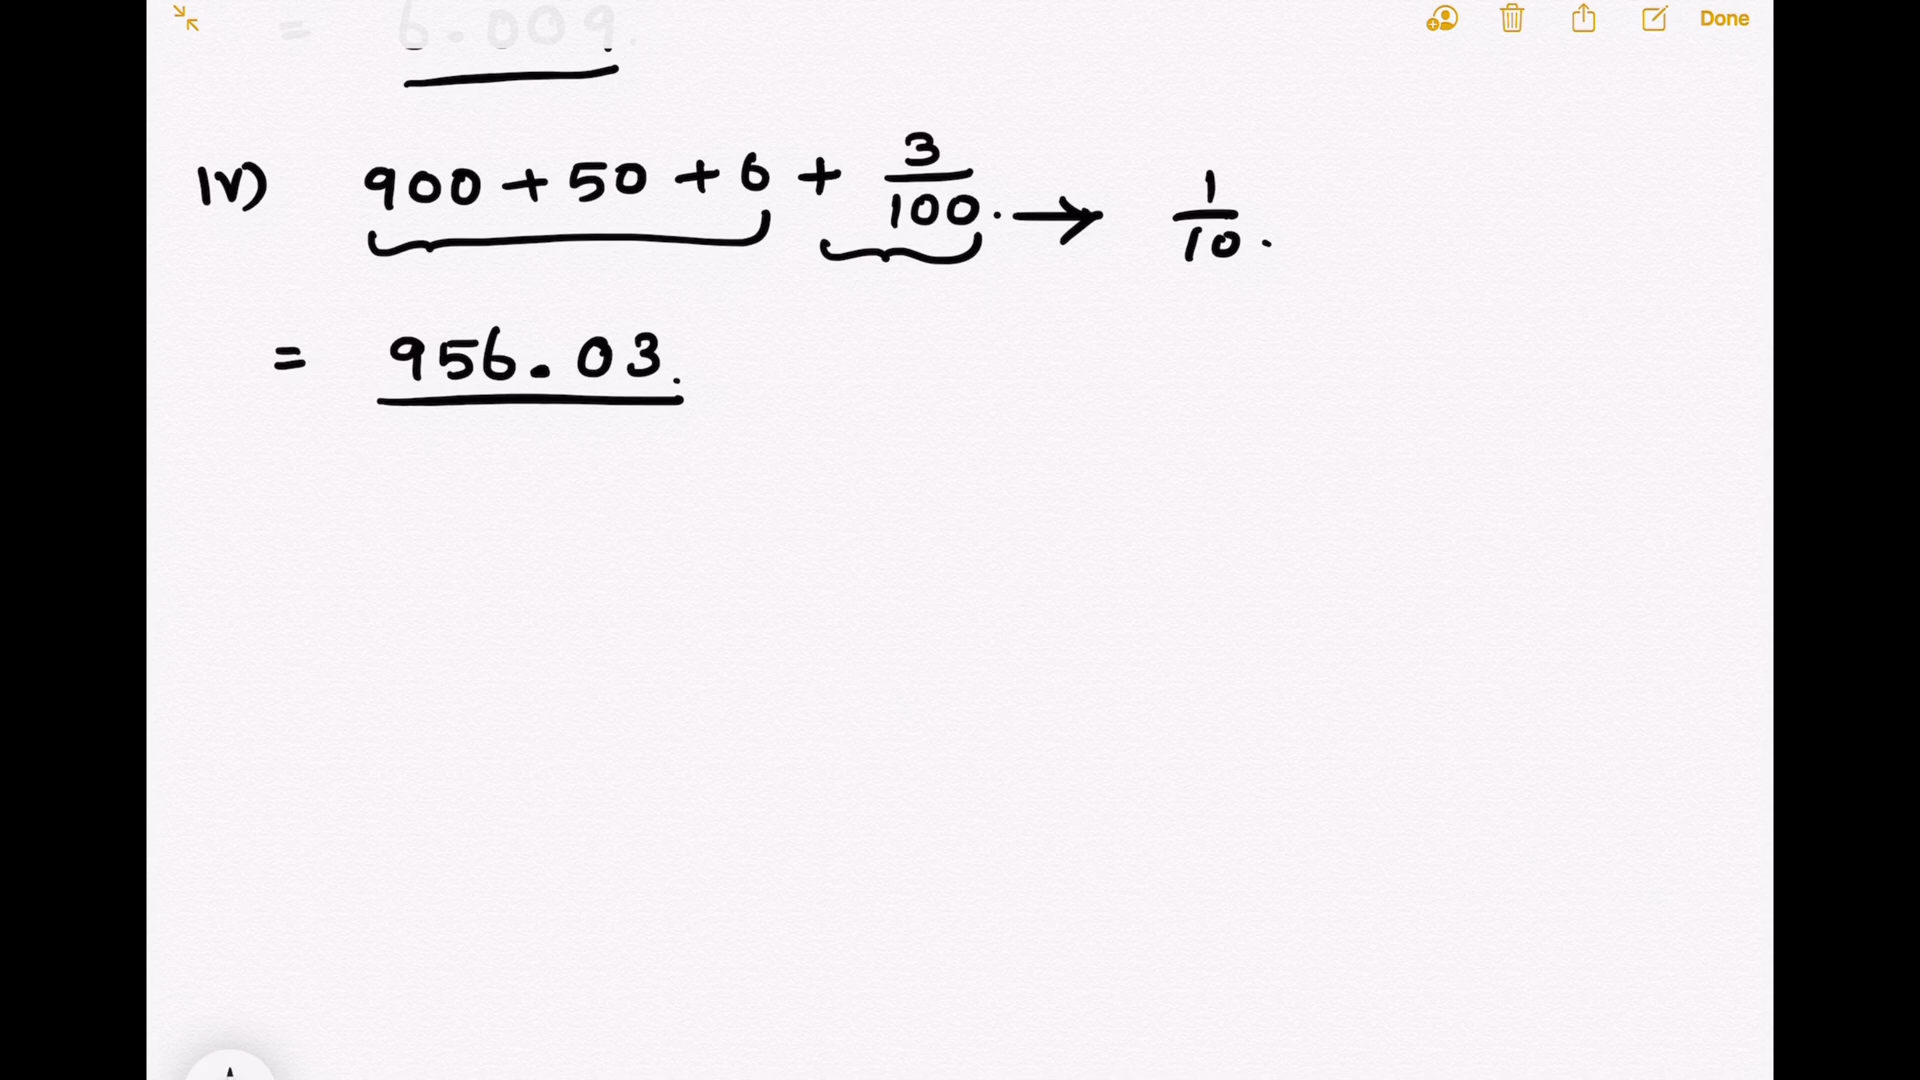 Done
= 6.009.
IV) 900 + 50 + 6 + 3/100. → 1/10.
= 956.03.